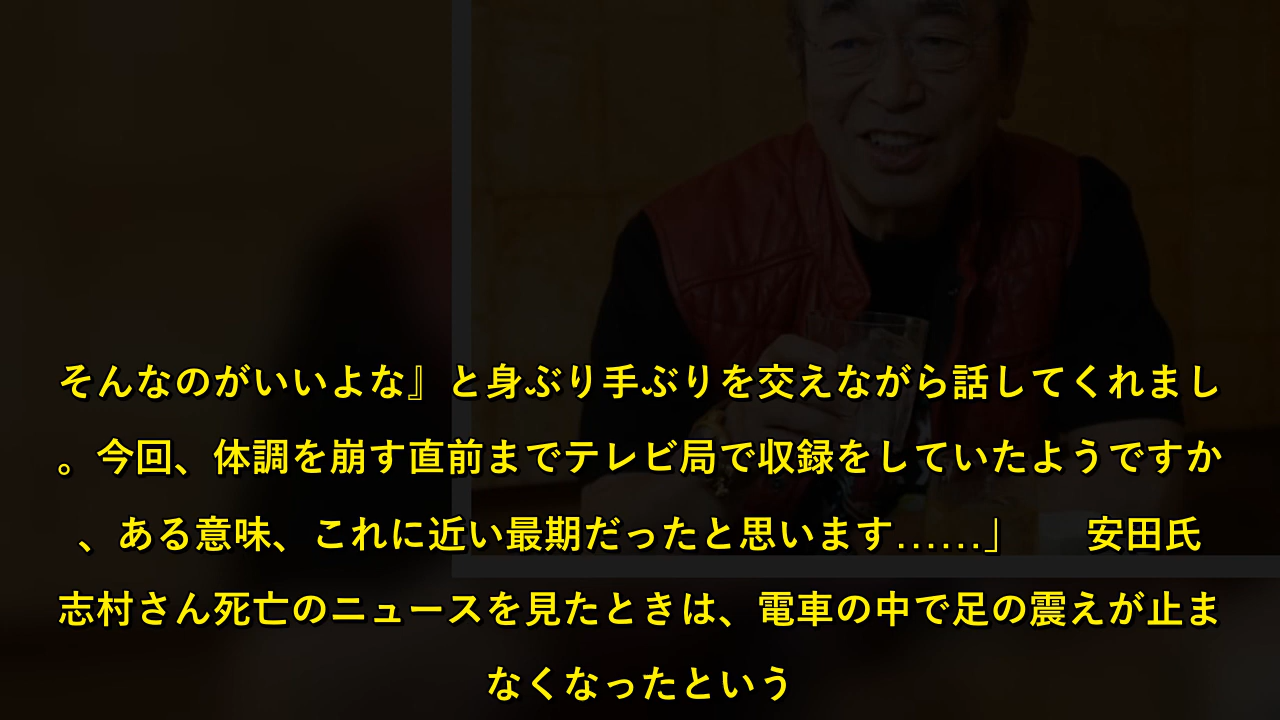 そんなのがいいよな』と身ぶり手ぶりを交えながら話してくれまし
。今回、体調を崩す直前までテレビ局で収録をしていたようですか
、ある意味、これに近い最期だったと思います……」　　安田氏
志村さん死亡のニュースを見たときは、電車の中で足の震えが止ま
なくなったという